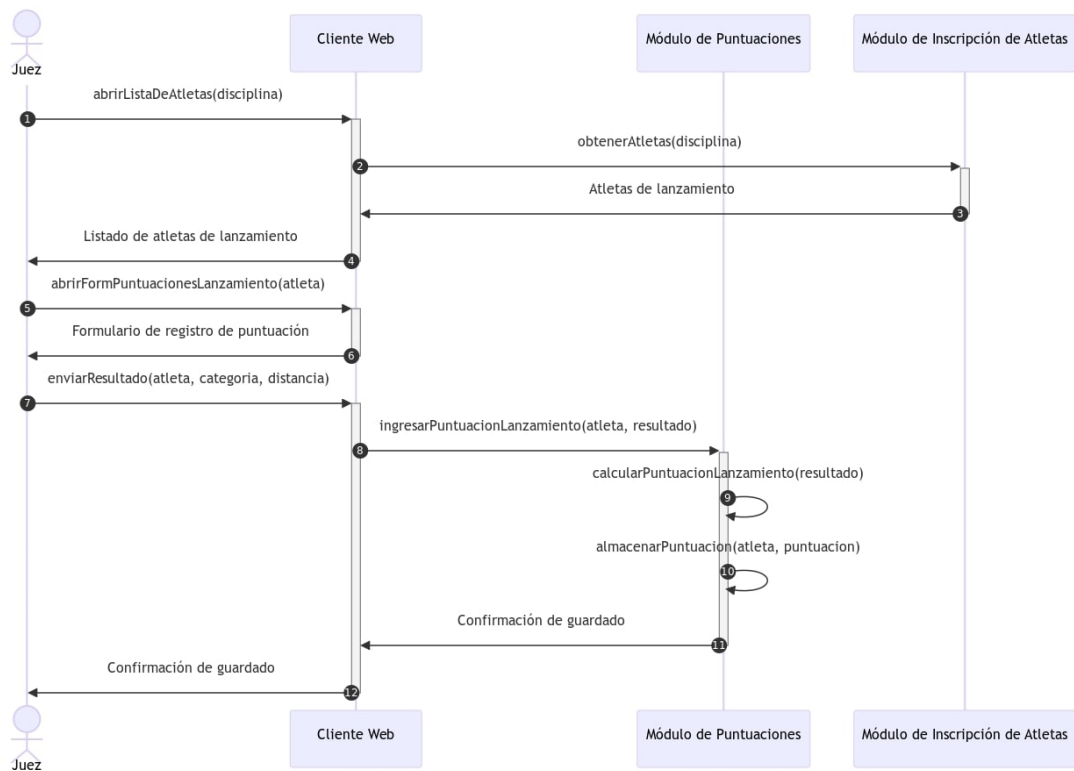 Juez
Cliente Web
Módulo de Puntuaciones
Módulo de Inscripción de Atletas
abrirListaDeAtletas(disciplina)
1
obtenerAtletas(disciplina)
2
Atletas de lanzamiento
3
Listado de atletas de lanzamiento
4
abrirFormPuntuacionesLanzamiento(atleta)
5
Formulario de registro de puntuación
6
enviarResultado(atleta, categoria, distancia)
7
ingresarPuntuacionLanzamiento(atleta, resultado)
8
calcularPuntuacionLanzamiento(resultado)
9
almacenarPuntuacion(atleta, puntuacion)
10
Confirmación de guardado
11
Confirmación de guardado
12
Juez
Cliente Web
Módulo de Puntuaciones
Módulo de Inscripción de Atletas